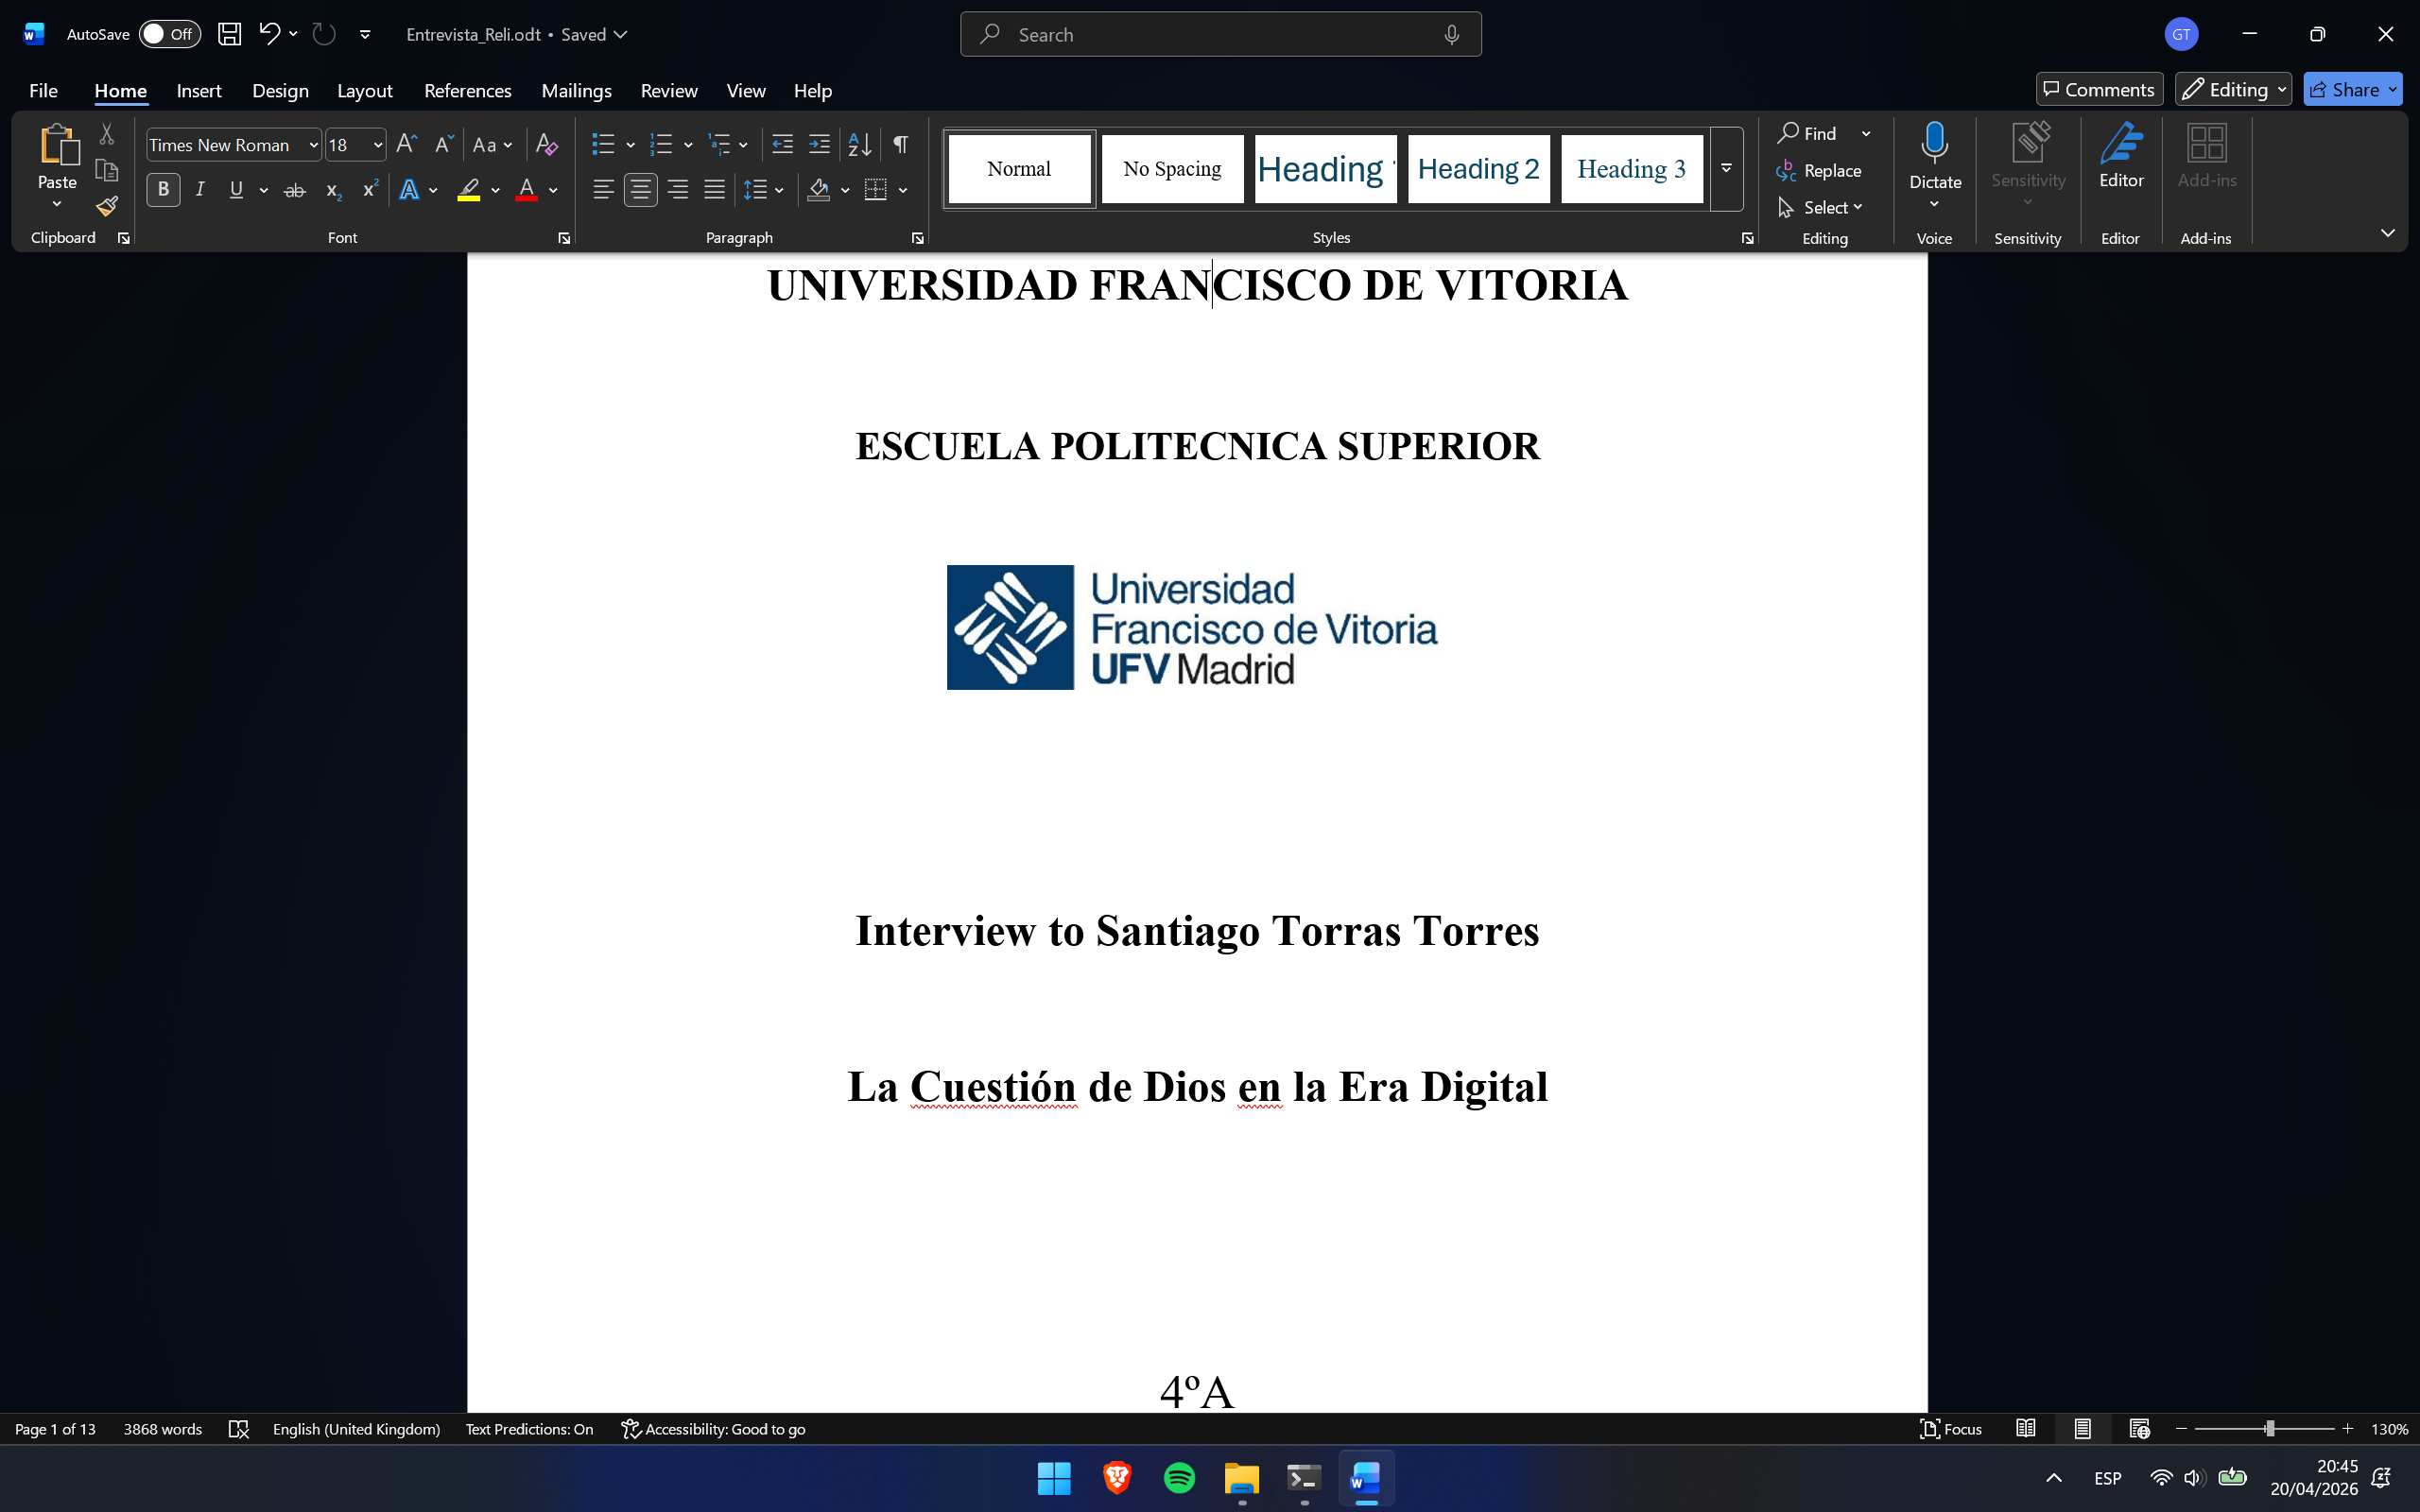 AutoSave Off Entrevista_Reli.odt • Saved Search GT
File Home Insert Design Layout References Mailings Review View Help Comments Editing Share
Paste Times New Roman 18 Aa Normal No Spacing Heading 1 Heading 2 Heading 3 Find Replace Select Dictate Sensitivity Editor Add-ins
Clipboard Font Paragraph Styles Editing Voice Sensitivity Editor Add-ins
UNIVERSIDAD FRANCISCO DE VITORIA
ESCUELA POLITECNICA SUPERIOR
Universidad
Francisco de Vitoria
UFV Madrid
Interview to Santiago Torras Torres
La Cuestión de Dios en la Era Digital
4ºA
Page 1 of 13 3868 words English (United Kingdom) Text Predictions: On Accessibility: Good to go Focus 130%
ESP 20:45
20/04/2026